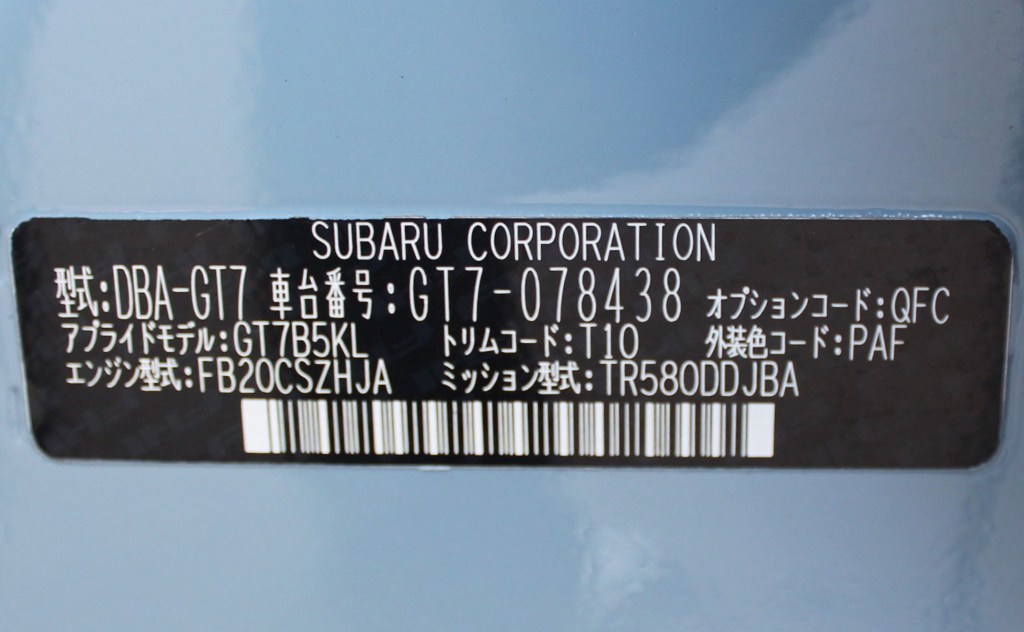 SUBARU CORPORATION
型式:DBA-GT7 車台番号:GT7-078438 オプションコード:QFC
アプライドモデル:GT7B5KL トリムコード:T10 外装色コード:PAF
エンジン型式:FB20CSZHJA ミッション型式:TR580DDJBA